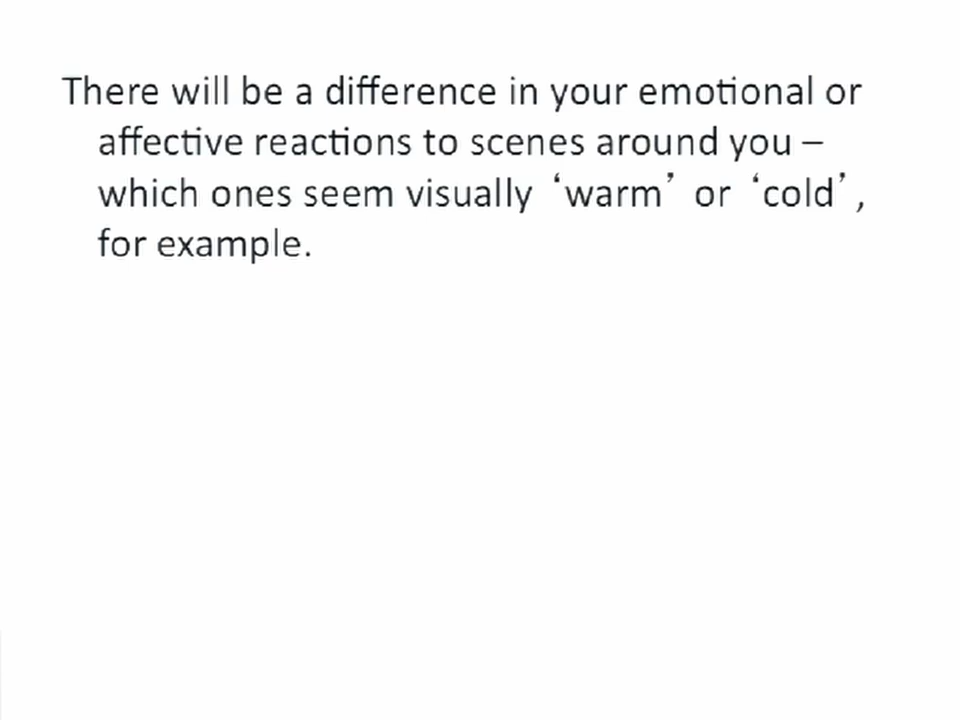 There will be a difference in your emotional or
affective reactions to scenes around you –
which ones seem visually ‘warm’ or ‘cold’,
for example.